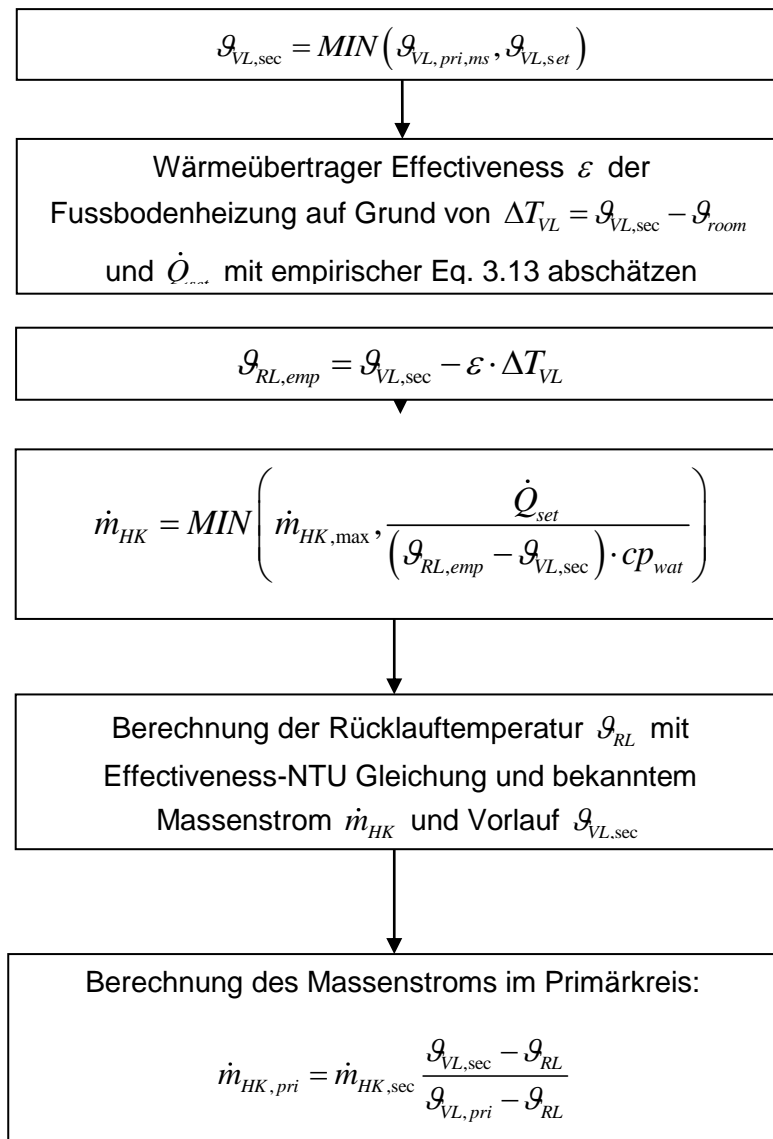 ϑ_VL,sec = MIN(ϑ_VL,pri,ms, ϑ_VL,set)
Wärmeübertrager Effectiveness ε der
Fussbodenheizung auf Grund von ΔT_VL = ϑ_VL,sec − ϑ_room
und Q̇_set mit empirischer Eq. 3.13 abschätzen
ϑ_RL,emp = ϑ_VL,sec − ε · ΔT_VL
ṁ_HK = MIN(ṁ_HK,max, Q̇_set / ((ϑ_RL,emp − ϑ_VL,sec) · cp_wat))
Berechnung der Rücklauftemperatur ϑ_RL mit
Effectiveness-NTU Gleichung und bekanntem
Massenstrom ṁ_HK und Vorlauf ϑ_VL,sec
Berechnung des Massenstroms im Primärkreis:
ṁ_HK,pri = ṁ_HK,sec (ϑ_VL,sec − ϑ_RL) / (ϑ_VL,pri − ϑ_RL)